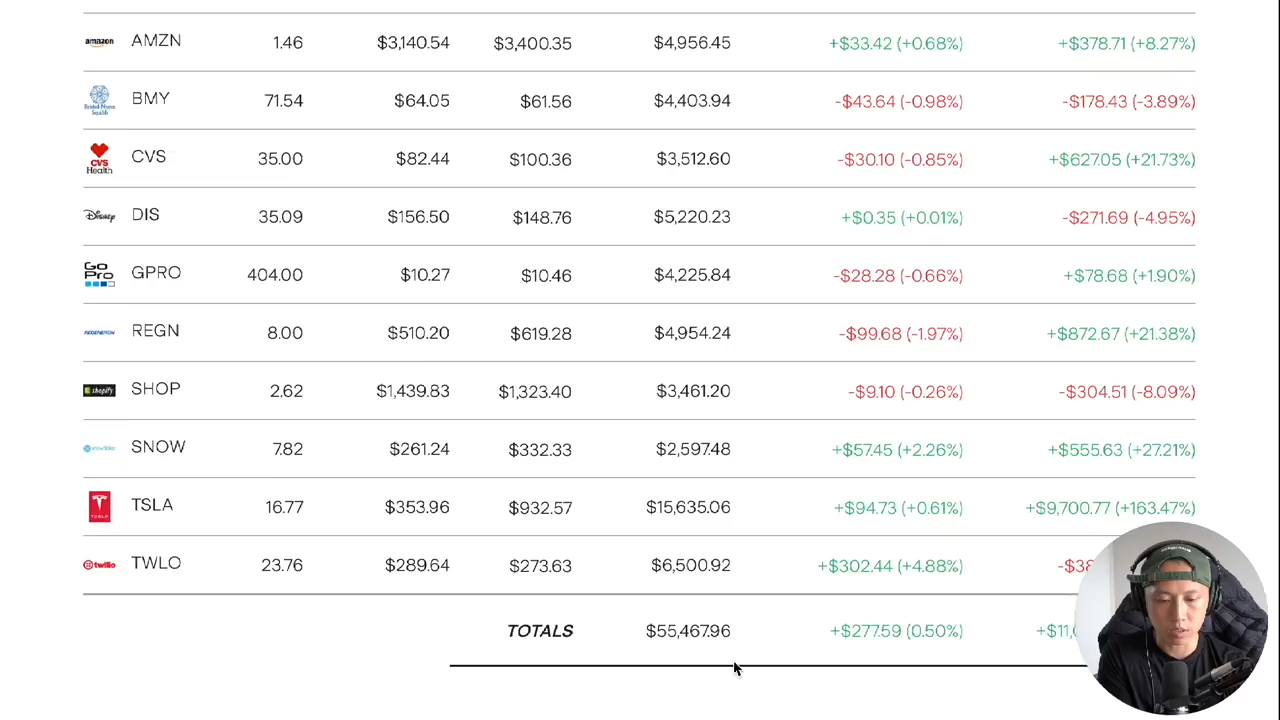 amazon AMZN 1.46 $3,140.54 $3,400.35 $4,956.45 +$33.42 (+0.68%) +$378.71 (+8.27%)
BMY 71.54 $64.05 $61.56 $4,403.94 -$43.64 (-0.98%) -$178.43 (-3.89%)
CVS Health CVS 35.00 $82.44 $100.36 $3,512.60 -$30.10 (-0.85%) +$627.05 (+21.73%)
Disney DIS 35.09 $156.50 $148.76 $5,220.23 +$0.35 (+0.01%) -$271.69 (-4.95%)
GoPro GPRO 404.00 $10.27 $10.46 $4,225.84 -$28.28 (-0.66%) +$78.68 (+1.90%)
REGENERON REGN 8.00 $510.20 $619.28 $4,954.24 -$99.68 (-1.97%) +$872.67 (+21.38%)
shopify SHOP 2.62 $1,439.83 $1,323.40 $3,461.20 -$9.10 (-0.26%) -$304.51 (-8.09%)
snowflake SNOW 7.82 $261.24 $332.33 $2,597.48 +$57.45 (+2.26%) +$555.63 (+27.21%)
TESLA TSLA 16.77 $353.96 $932.57 $15,635.06 +$94.73 (+0.61%) +$9,700.77 (+163.47%)
twilio TWLO 23.76 $289.64 $273.63 $6,500.92 +$302.44 (+4.88%) -$38
TOTALS $55,467.96 +$277.59 (0.50%) +$11,